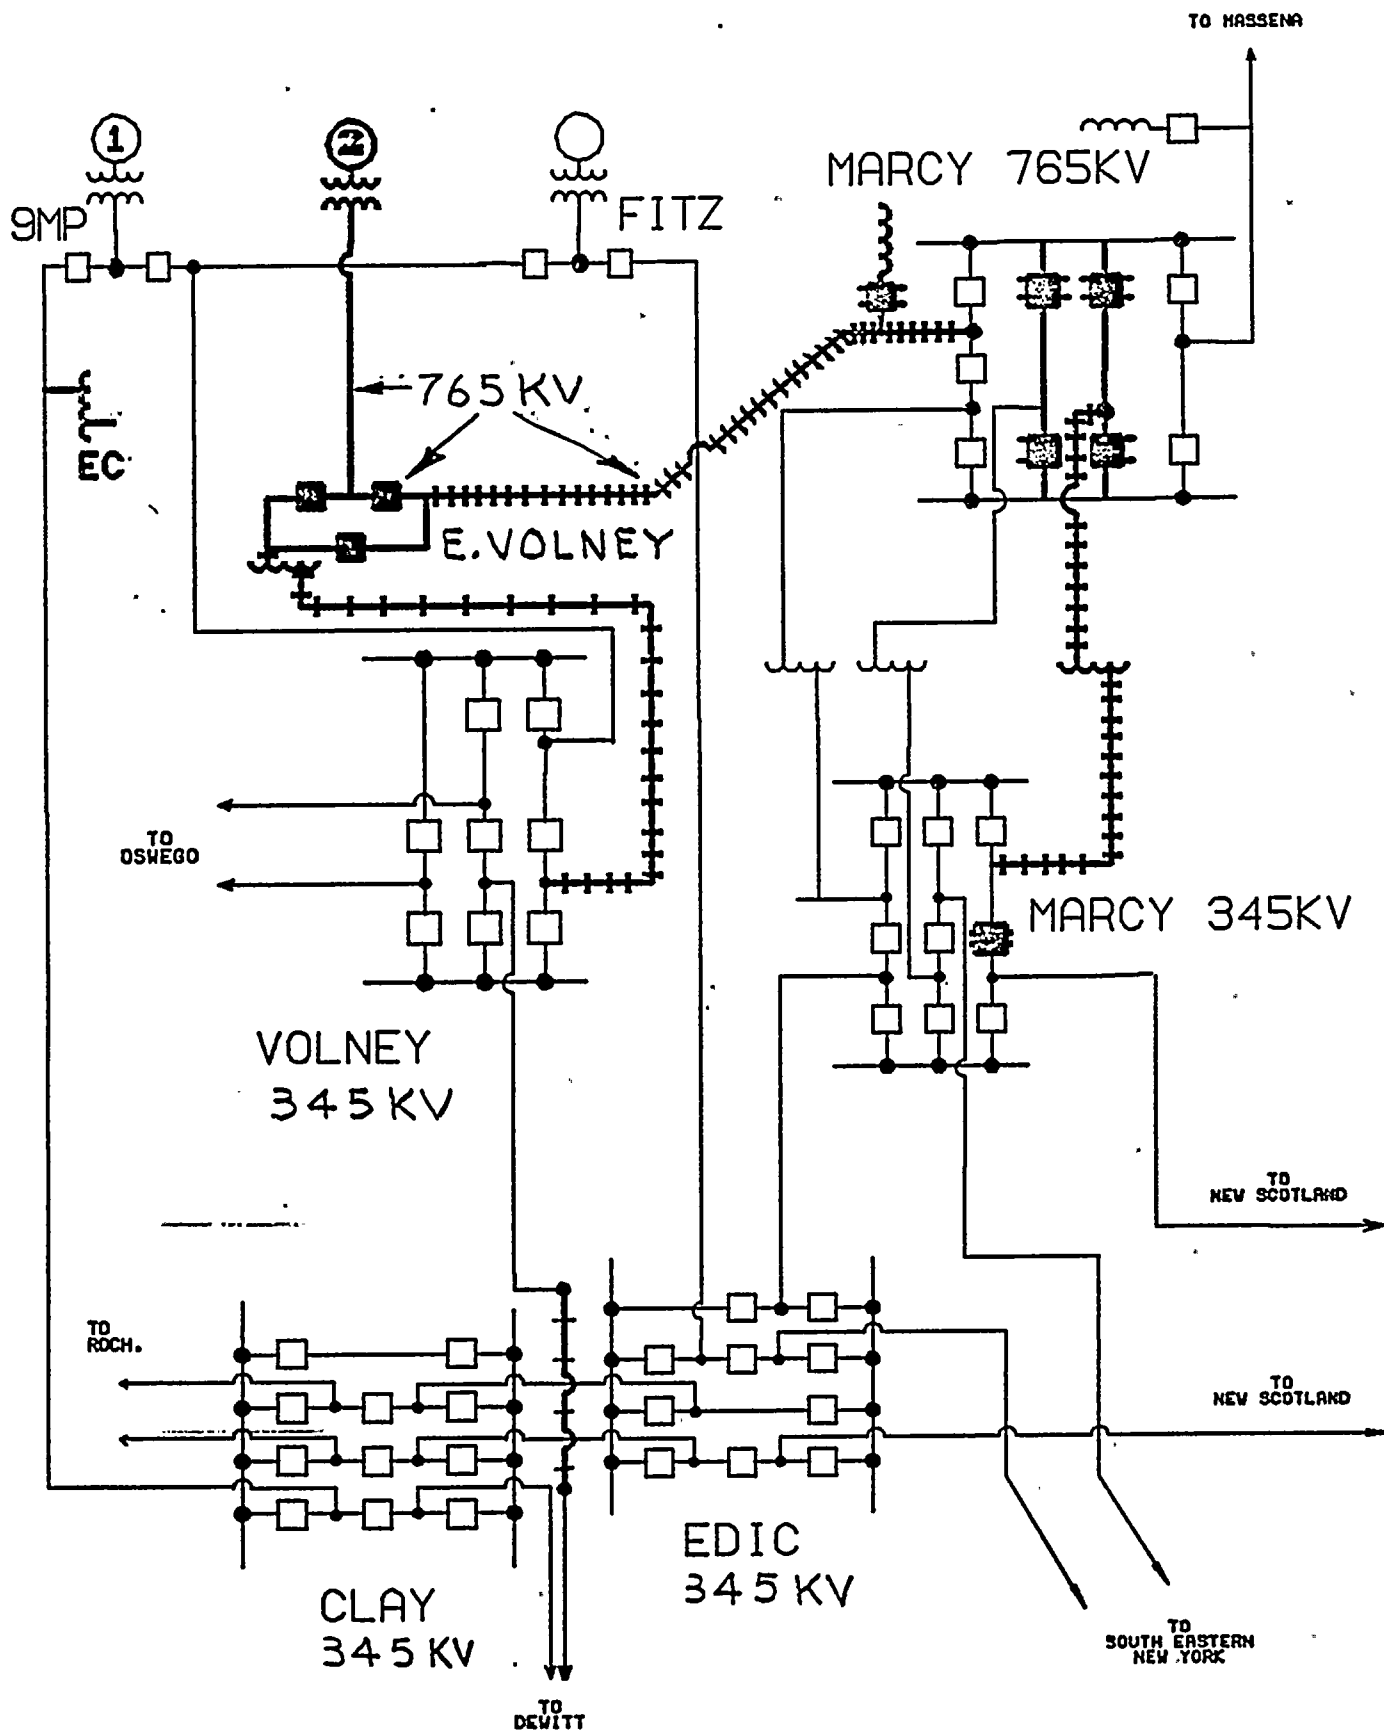 TO MASSENA
1
2
MARCY 765KV
9MP
FITZ
765 KV
EC
E. VOLNEY
TO
OSWEGO
MARCY 345KV
VOLNEY
345 KV
TO
NEW SCOTLAND
TO
ROCH.
TO
NEW SCOTLAND
EDIC
345 KV
CLAY
345 KV
TO
SOUTH EASTERN
NEW YORK
TO
DEWITT